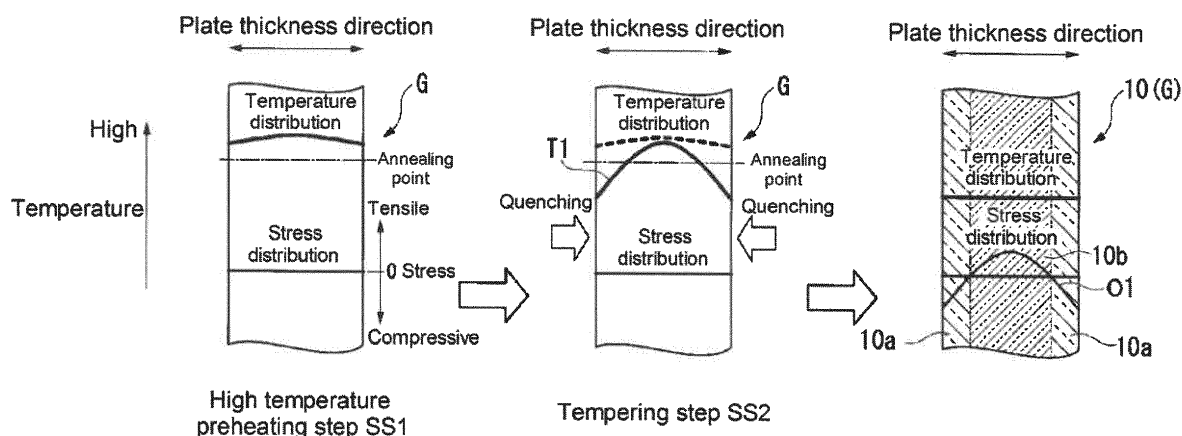 Plate thickness direction
G
Temperature
distribution
High
Annealing
point
Temperature
Tensile
Stress
distribution
0 Stress
Compressive
High temperature
preheating step SS1
Plate thickness direction
G
Temperature
distribution
T1
Annealing
point
Quenching
Quenching
Stress
distribution
Tempering step SS2
Plate thickness direction
10(G)
Temperature
distribution
Stress
distribution
10b
O1
10a
10a